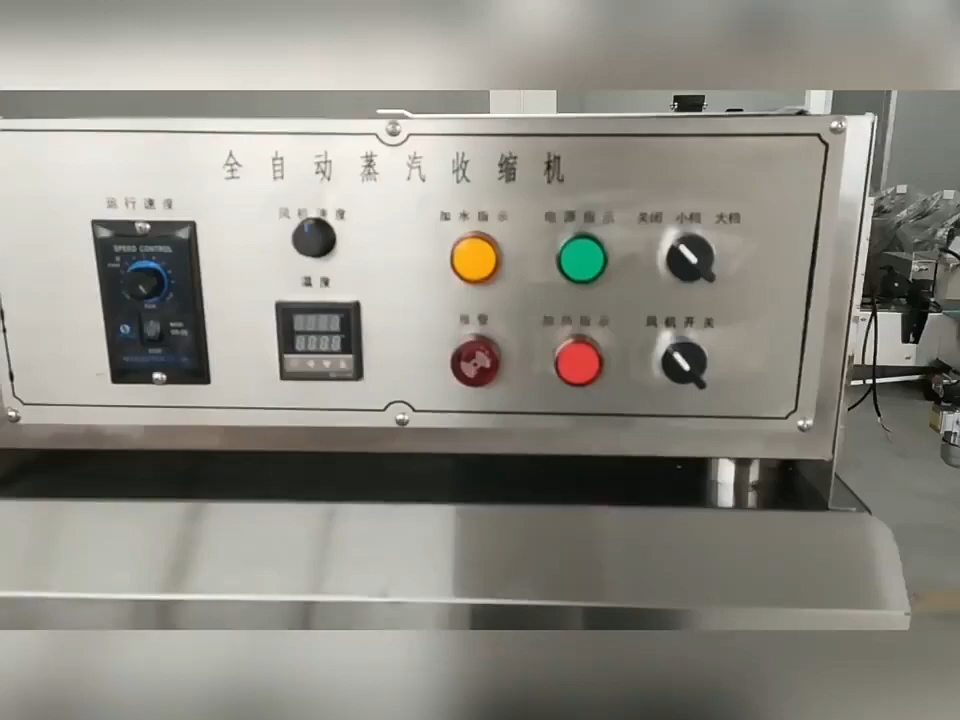 全自动蒸汽收缩机
运行速度
风机速度
加水指示
电源指示
关闭 小档 大档
SPEED CONTROL
温度
报警
加热指示
风机开关